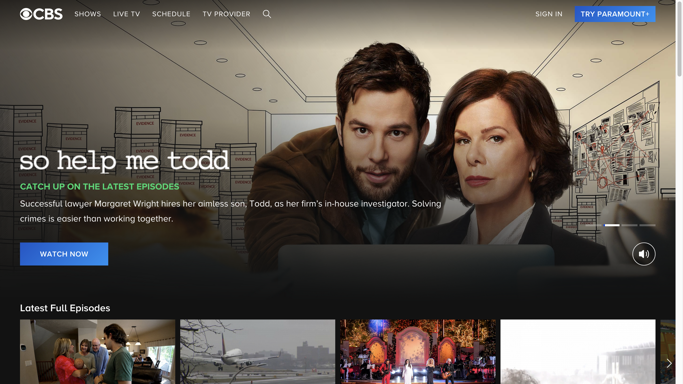 CBS
SHOWS
LIVE TV
SCHEDULE
TV PROVIDER
SIGN IN
TRY PARAMOUNT+
so help me todd
CATCH UP ON THE LATEST EPISODES
Successful lawyer Margaret Wright hires her aimless son, Todd, as her firm's in-house investigator. Solving
crimes is easier than working together.
WATCH NOW
Latest Full Episodes